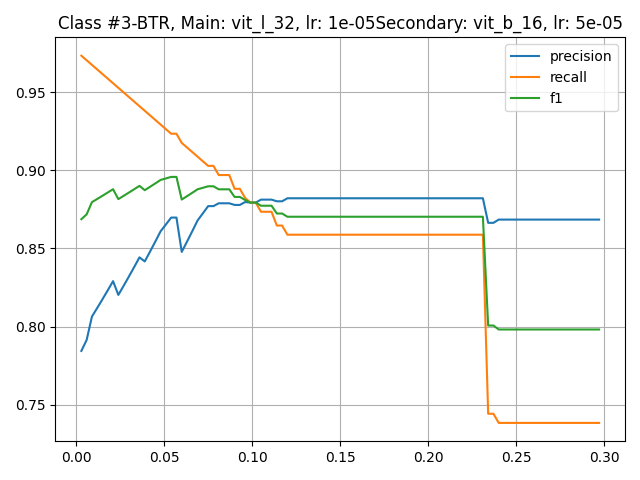 Class #3-BTR, Main: vit_l_32, lr: 1e-05Secondary: vit_b_16, lr: 5e-05
precision
recall
f1
0.95
0.90
0.85
0.80
0.75
0.00 0.05 0.10 0.15 0.20 0.25 0.30